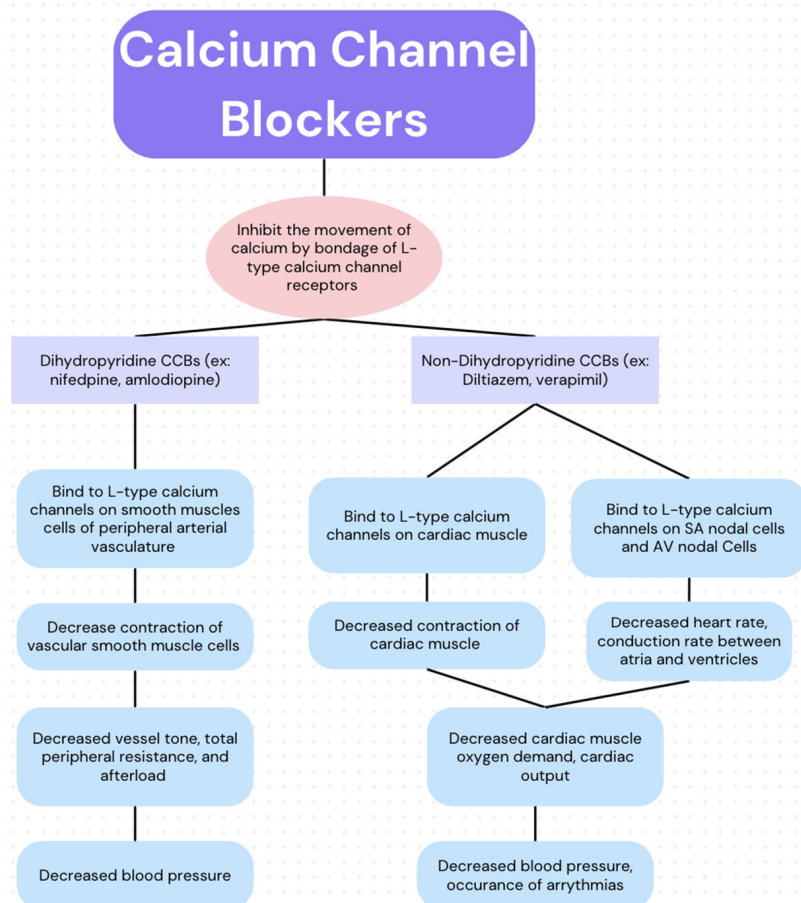 Calcium Channel
Blockers
Inhibit the movement of
calcium by bondage of L-
type calcium channel
receptors
Dihydropyridine CCBs (ex:
nifedpine, amlodiopine)
Non-Dihydropyridine CCBs (ex:
Diltiazem, verapimil)
Bind to L-type calcium
channels on smooth muscles
cells of peripheral arterial
vasculature
Bind to L-type calcium
channels on cardiac muscle
Bind to L-type calcium
channels on SA nodal cells
and AV nodal Cells
Decrease contraction of
vascular smooth muscle cells
Decreased contraction of
cardiac muscle
Decreased heart rate,
conduction rate between
atria and ventricles
Decreased vessel tone, total
peripheral resistance, and
afterload
Decreased cardiac muscle
oxygen demand, cardiac
output
Decreased blood pressure
Decreased blood pressure,
occurance of arrythmias